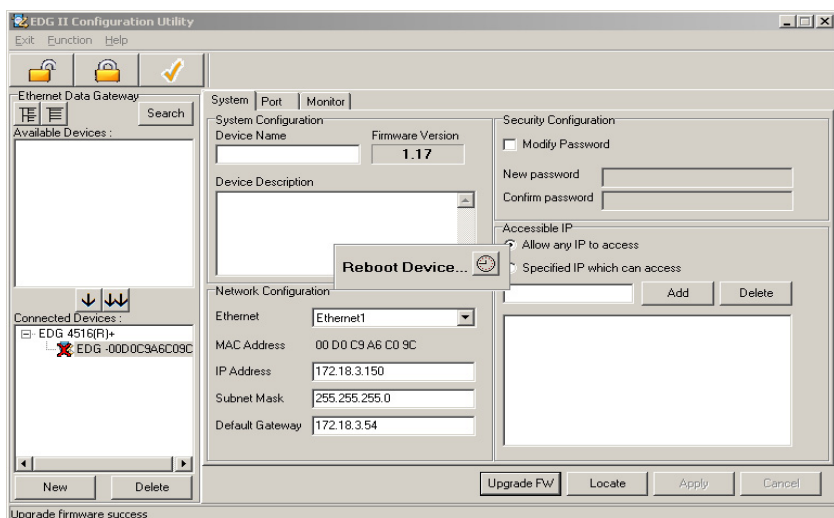 EDG II Configuration Utility
Exit Function Help
Ethernet Data Gateway
Search
Available Devices :
Connected Devices :
EDG 4516(R)+
EDG -00D0C9A6C09C
New
Delete
System
Port
Monitor
System Configuration
Device Name
Firmware Version
1.17
Device Description
Reboot Device...
Network Configuration
Ethernet
Ethernet1
MAC Address
00 D0 C9 A6 C0 9C
IP Address
172.18.3.150
Subnet Mask
255.255.255.0
Default Gateway
172.18.3.54
Security Configuration
Modify Password
New password
Confirm password
Accessible IP
Allow any IP to access
Specified IP which can access
Add
Delete
Upgrade FW
Locate
Apply
Cancel
Upgrade firmware success